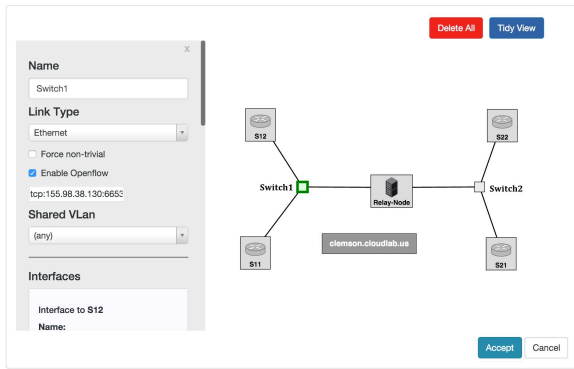 Delete All
Tidy View
x
Name
Switch1
Link Type
Ethernet
Force non-trivial
Enable Openflow
tcp:155.98.38.130:6653
Shared VLan
(any)
Interfaces
Interface to S12
Name:
S12
S22
Switch1
Relay-Node
Switch2
clemson.cloudlab.us
S11
S21
Accept
Cancel